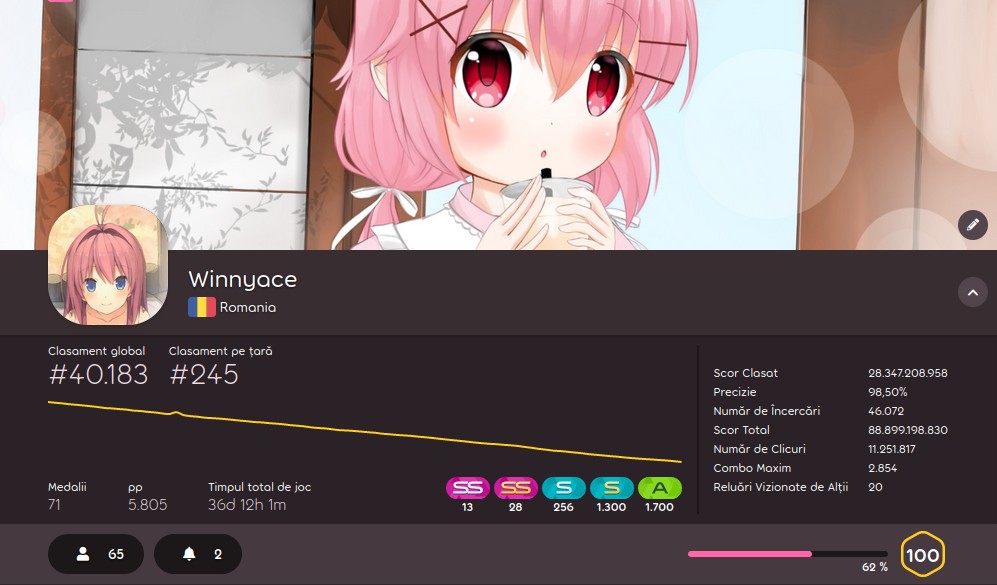 Winnyace
Romania
Clasament global Clasament pe țară
#40.183 #245
Scor Clasat 28.347.208.958
Precizie 98,50%
Număr de Încercări 46.072
Scor Total 88.899.198.830
Număr de Clicuri 11.251.817
Combo Maxim 2.854
Reluări Vizionate de Alții 20
Medalii pp Timpul total de joc
71 5.805 36d 12h 1m
SS SS S S A
13 28 256 1.300 1.700
65 2
62 %
100